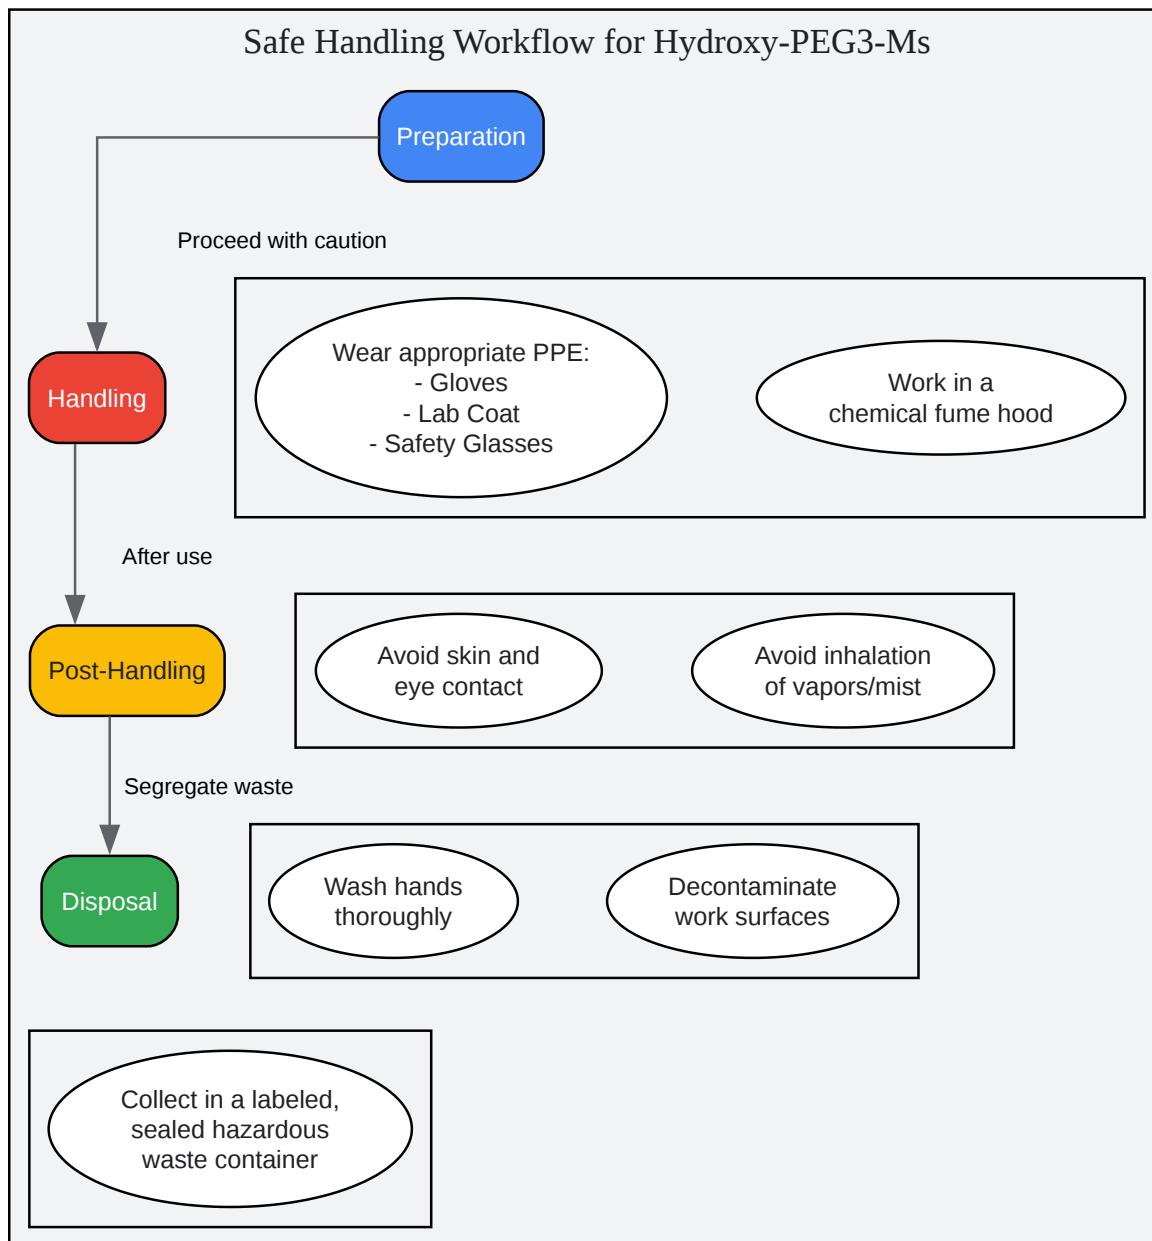 Safe Handling Workflow for Hydroxy-PEG3-Ms
Preparation
Proceed with caution
Handling
Wear appropriate PPE:
- Gloves
- Lab Coat
- Safety Glasses
Work in a
chemical fume hood
After use
Post-Handling
Avoid skin and
eye contact
Avoid inhalation
of vapors/mist
Segregate waste
Disposal
Wash hands
thoroughly
Decontaminate
work surfaces
Collect in a labeled,
sealed hazardous
waste container